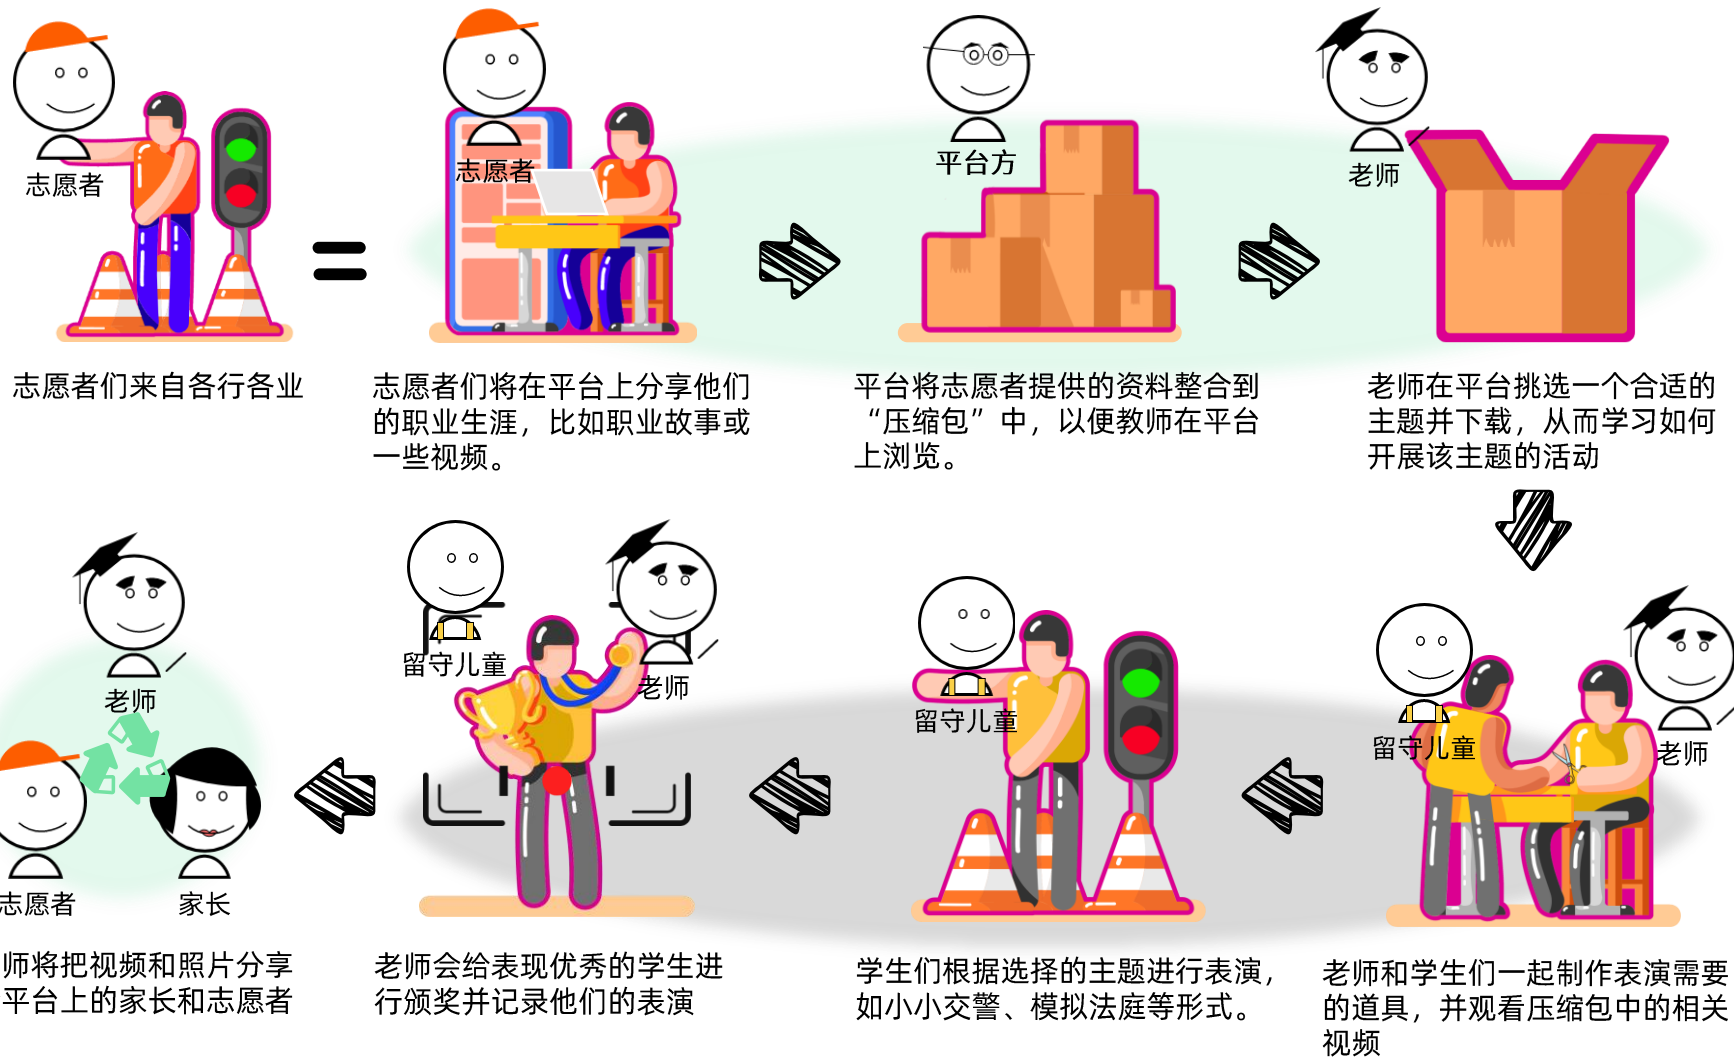 志愿者
志愿者
平台方
老师
志愿者们来自各行各业
志愿者们将在平台上分享他们
的职业生涯，比如职业故事或
一些视频。
平台将志愿者提供的资料整合到
“压缩包”中，以便教师在平台
上浏览。
老师在平台挑选一个合适的
主题并下载，从而学习如何
开展该主题的活动
留守儿童
老师
老师和学生们一起制作表演需要
的道具，并观看压缩包中的相关
视频
留守儿童
学生们根据选择的主题进行表演，
如小小交警、模拟法庭等形式。
留守儿童
老师
老师会给表现优秀的学生进
行颁奖并记录他们的表演
老师
志愿者
家长
师将把视频和照片分享
平台上的家长和志愿者